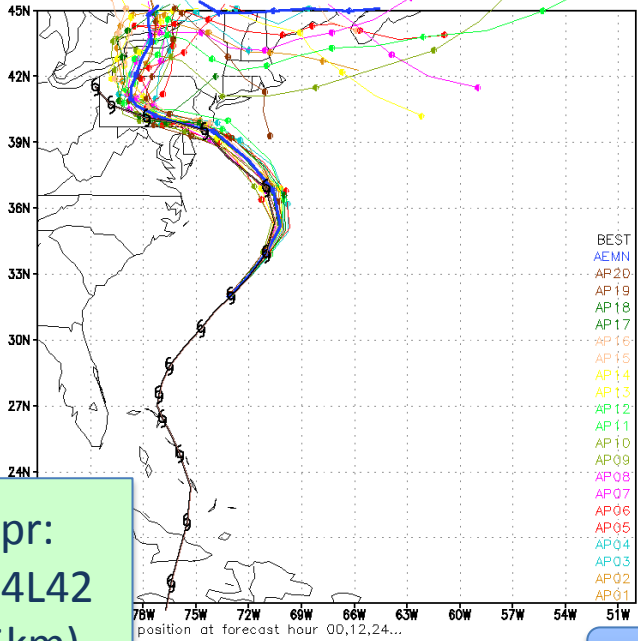 45N
42N
39N
36N
33N
30N
27N
24N
BEST
AEMN
AP20
AP19
AP18
AP17
AP16
AP15
AP14
AP13
AP12
AP11
AP10
AP09
AP08
AP07
AP06
AP05
AP04
AP03
AP02
AP01
pr:
4L42
78W 75W 72W 69W 66W 63W 60W 57W 54W 51W
position at forecast hour 00,12,24...